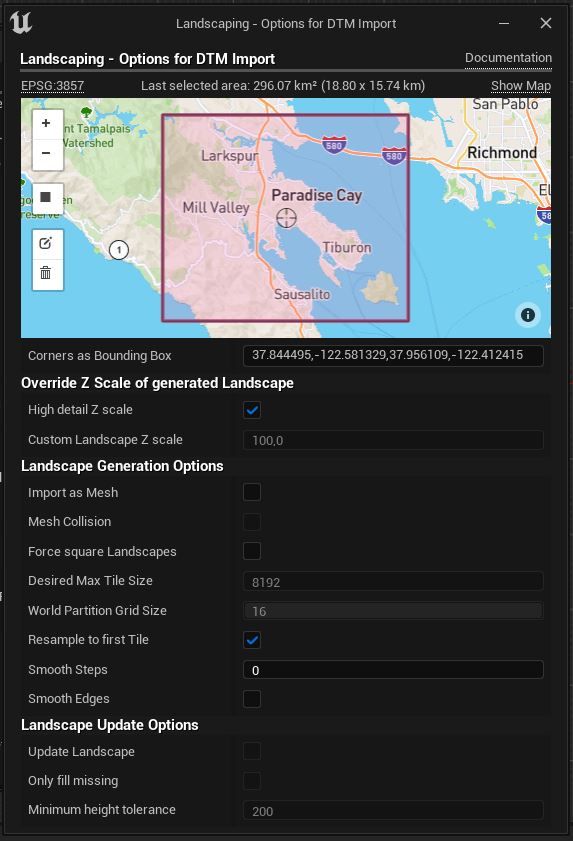 Landscaping - Options for DTM Import
Landscaping - Options for DTM Import
Documentation
EPSG:3857
Last selected area: 296.07 km² (18.80 x 15.74 km)
Show Map
San Pablo
nt Tamalpais
Watershed
580
580
Larkspur
Richmond
Paradise Cay
Mill Valley
El
580
1
Tiburon
Sausalito
Corners as Bounding Box
37.844495,-122.581329,37.956109,-122.412415
Override Z Scale of generated Landscape
High detail Z scale
Custom Landscape Z scale
100,0
Landscape Generation Options
Import as Mesh
Mesh Collision
Force square Landscapes
Desired Max Tile Size
8192
World Partition Grid Size
16
Resample to first Tile
Smooth Steps
0
Smooth Edges
Landscape Update Options
Update Landscape
Only fill missing
Minimum height tolerance
200